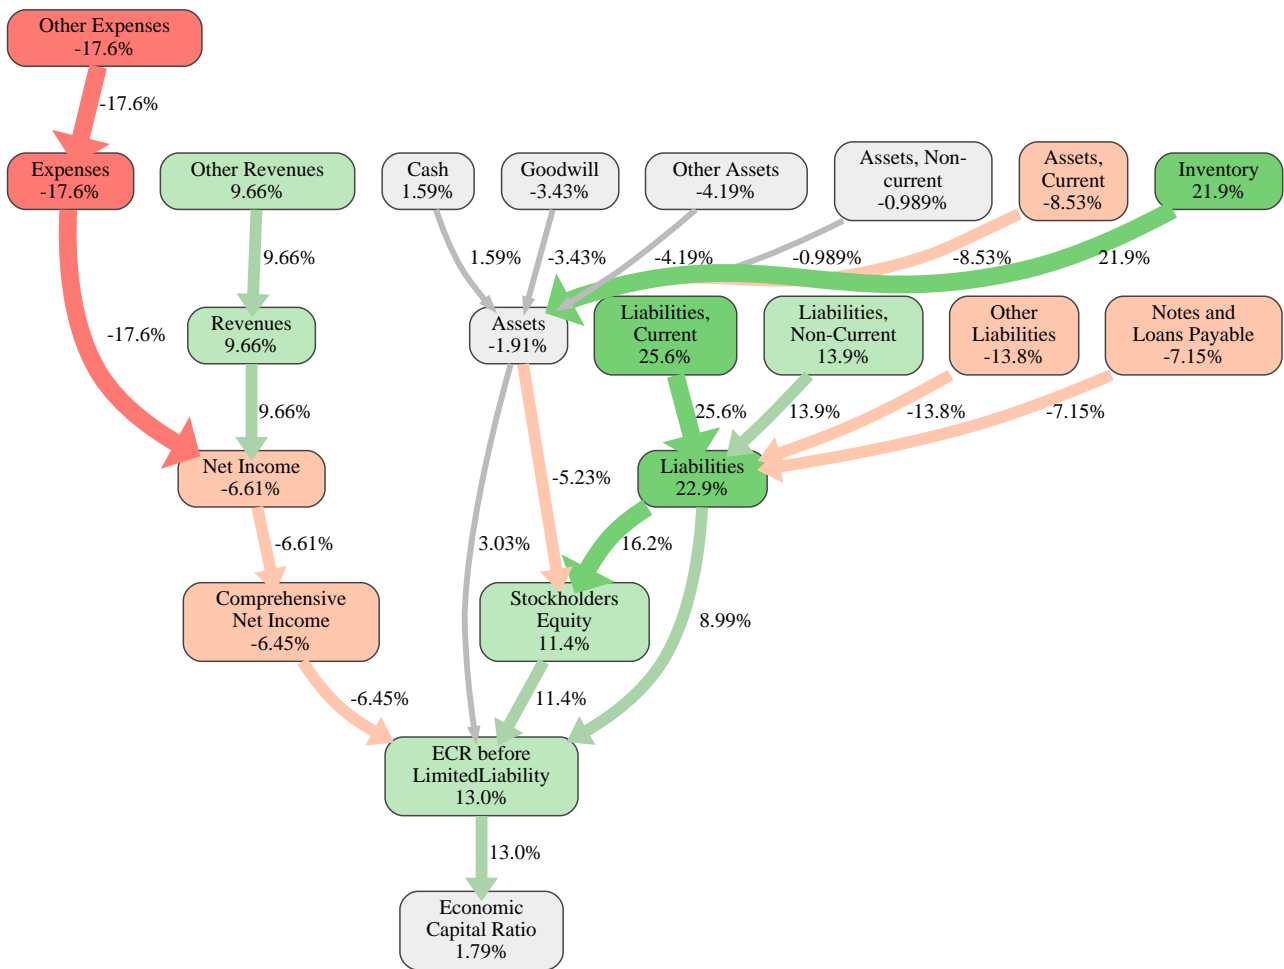 Other Expenses
-17.6%
-17.6%
Expenses
-17.6%
Other Revenues
9.66%
Cash
1.59%
Goodwill
-3.43%
Other Assets
-4.19%
Assets, Non-
current
-0.989%
Assets,
Current
-8.53%
Inventory
21.9%
9.66%
1.59%
-3.43%
-4.19%
-0.989%
-8.53%
21.9%
-17.6%
Revenues
9.66%
Assets
-1.91%
Liabilities,
Current
25.6%
Liabilities,
Non-Current
13.9%
Other
Liabilities
-13.8%
Notes and
Loans Payable
-7.15%
9.66%
25.6%
13.9%
-13.8%
-7.15%
Net Income
-6.61%
-5.23%
Liabilities
22.9%
-6.61%
3.03%
16.2%
Comprehensive
Net Income
-6.45%
Stockholders
Equity
11.4%
8.99%
-6.45%
11.4%
ECR before
LimitedLiability
13.0%
13.0%
Economic
Capital Ratio
1.79%